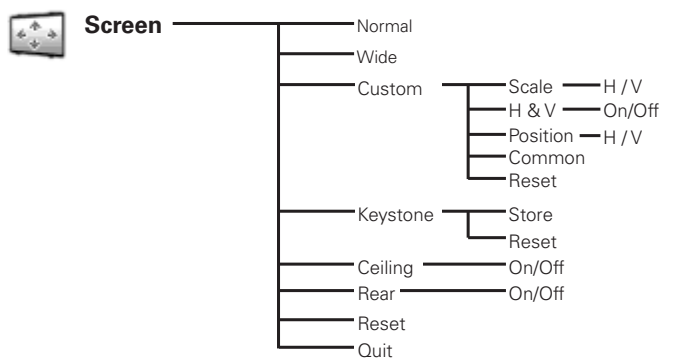 Screen
Normal
Wide
Custom
Scale H / V
H & V On/Off
Position H / V
Common
Reset
Keystone
Store
Reset
Ceiling On/Off
Rear On/Off
Reset
Quit